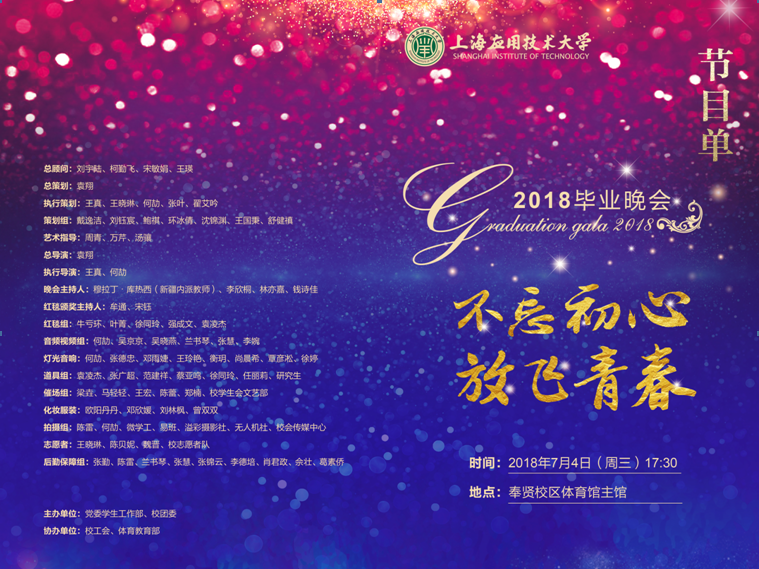 上海应用技术大学
SHANGHAI INSTITUTE OF TECHNOLOGY
节目单
2018毕业晚会
Graduation gala 2018
不忘初心
放飞青春
时间：2018年7月4日（周三）17:30
地点：奉贤校区体育馆主馆
总顾问：刘宇陆、柯勤飞、宋敏娟、王瑛
总策划：袁翔
执行策划：王真、王晓琳、何劼、张叶、翟艾吟
策划组：戴逸洁、刘钰宸、鲍祺、环冰倩、沈锦渊、王国秉、舒健禛
艺术指导：周青、万芹、汤骧
总导演：袁翔
执行导演：王真、何劼
晚会主持人：穆拉丁·库热西（新疆内派教师）、李欣桐、林亦嘉、钱诗佳
红毯颁奖主持人：牟通、宋钰
红毯组：牛亏环、叶菁、徐同玲、强成文、袁凌杰
音频视频组：何劼、吴京京、吴晓燕、兰书琴、张慧、李婉
灯光音响：何劼、张德忠、邓雨婕、王玲艳、衡玥、尚晨希、覃彦凇、徐婷
道具组：袁凌杰、张广超、范建祥、蔡亚鸣、徐同玲、任丽莉、研究生
催场组：梁立、马轻轻、王宏、陈萱、郑楠、校学生会文艺部
化妆服装：欧阳丹丹、邓欣媛、刘林枫、曾双双
拍摄组：陈雷、何劼、微学工、易班、溢彩摄影社、无人机社、校会传媒中心
志愿者：王晓琳、陈贝妮、魏晋、校志愿者队
后勤保障组：张勤、陈雷、兰书琴、张慧、张锦云、李德培、肖君政、余壮、葛素侨
主办单位：党委学生工作部、校团委
协办单位：校工会、体育教育部